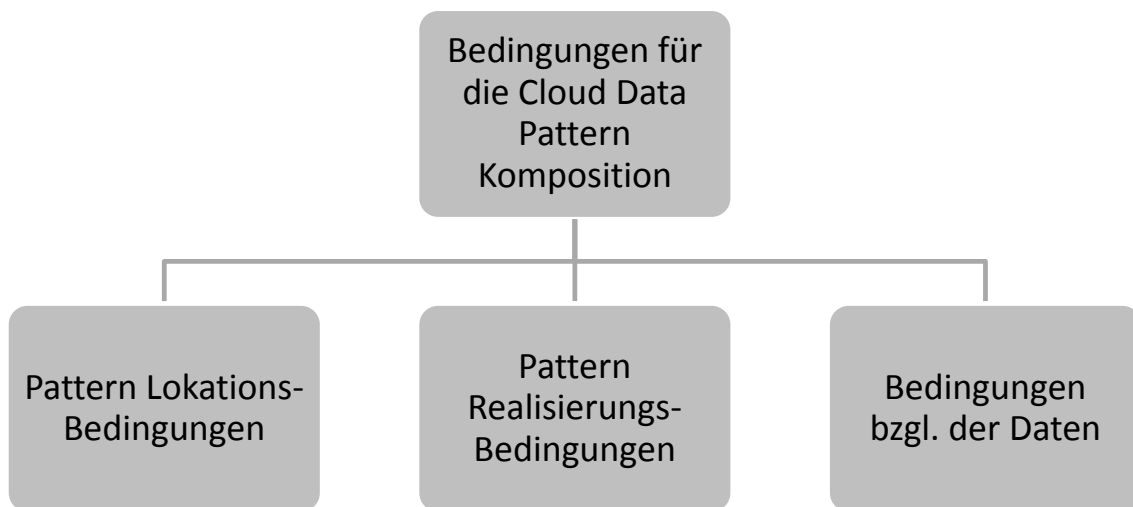 Bedingungen für
die Cloud Data
Pattern
Komposition
Pattern Lokations-
Bedingungen
Pattern
Realisierungs-
Bedingungen
Bedingungen
bzgl. der Daten